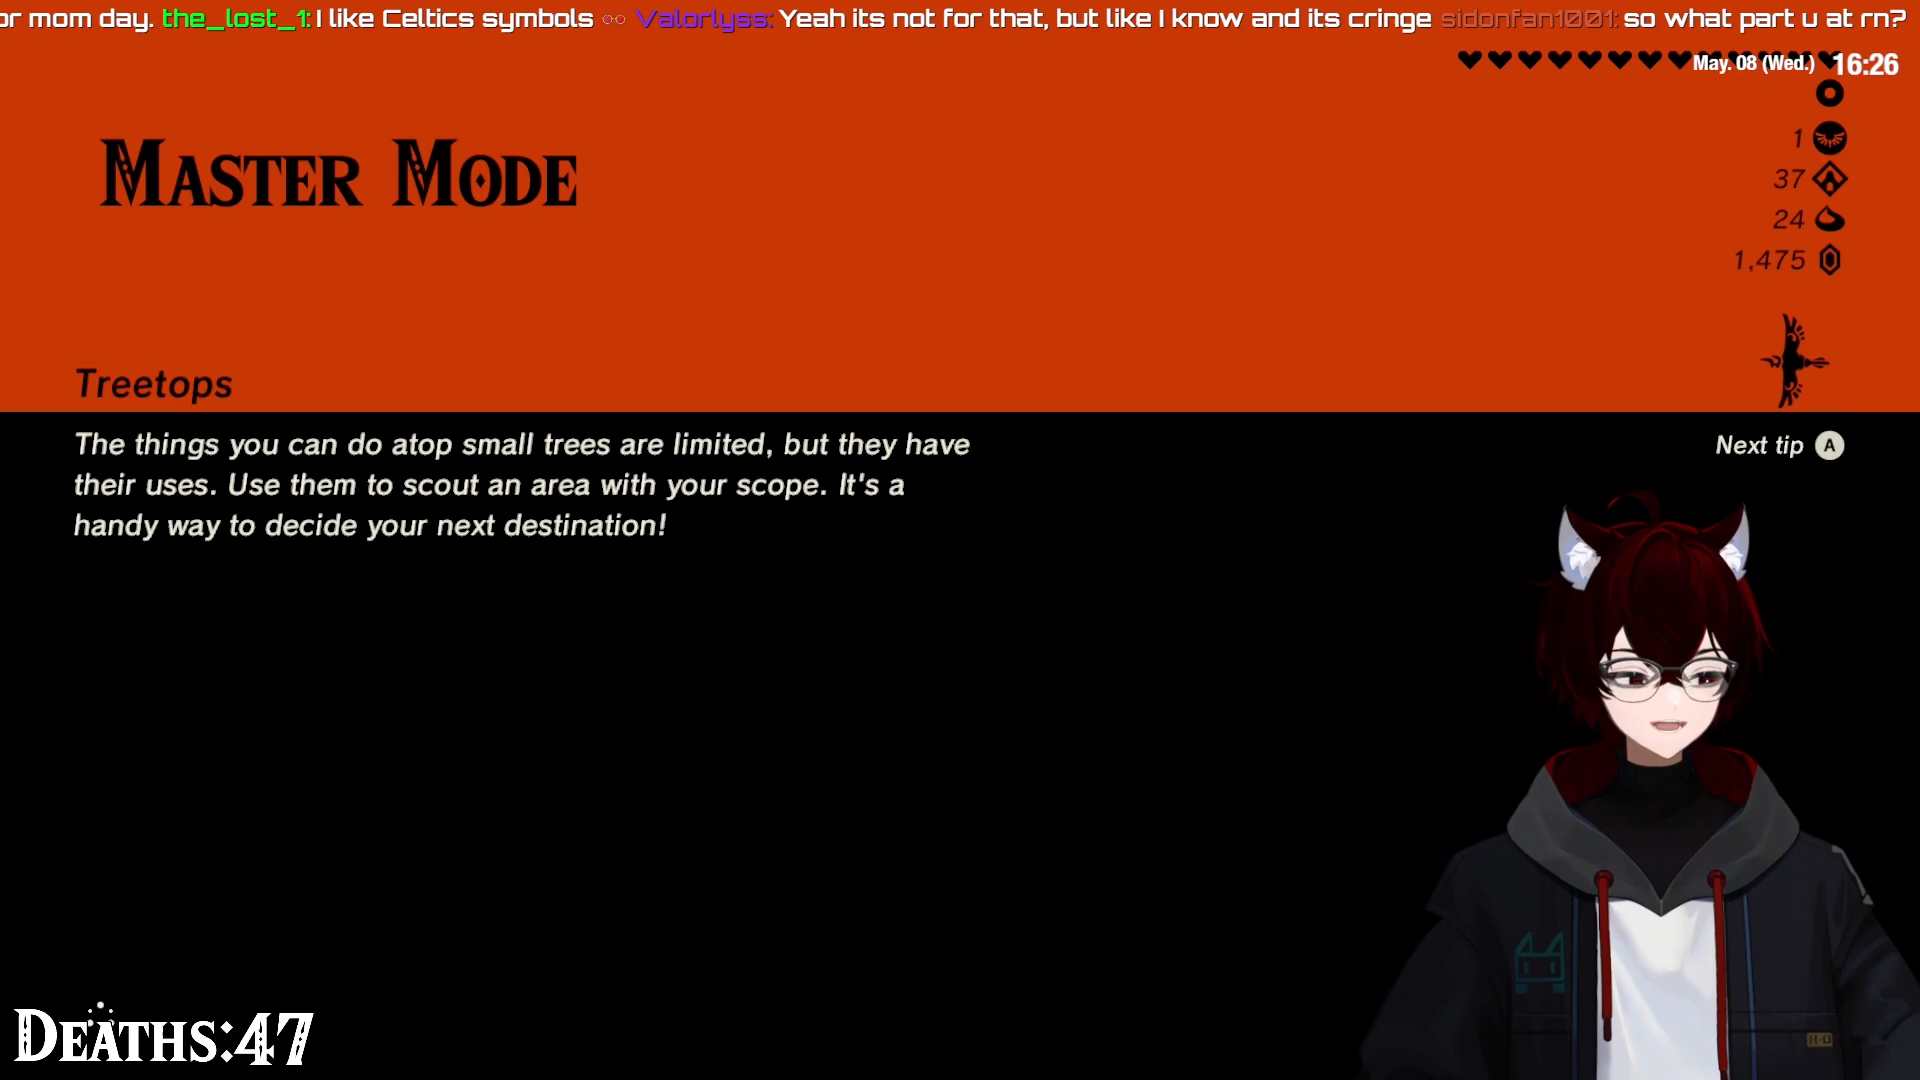 or mom day. the_lost_1: I like Celtics symbols Valorlyss: Yeah its not for that, but like I know and its cringe sidonfan1001: so what part u at rn?
May. 08 (Wed.) 16:26
MASTER MODE
1
37
24
1,475
Treetops
The things you can do atop small trees are limited, but they have
their uses. Use them to scout an area with your scope. It's a
handy way to decide your next destination!
Next tip A
H-D
DEATHS:47